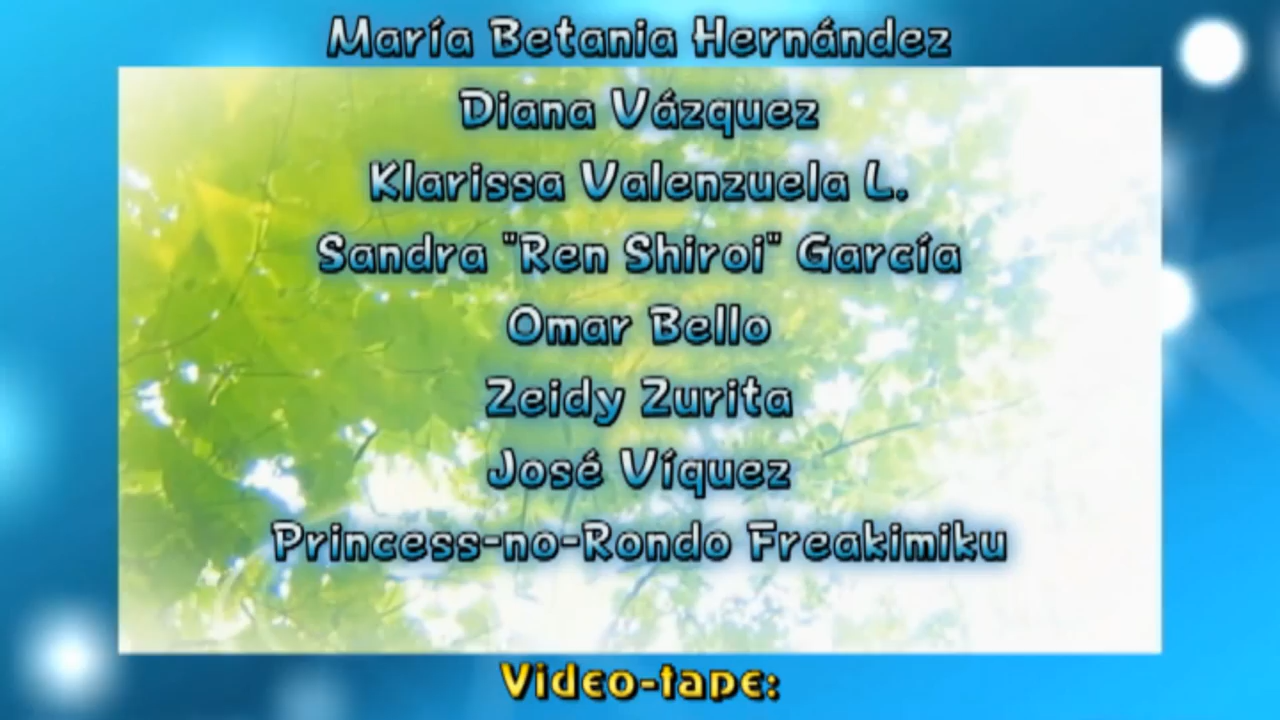 María Betania Hernández
Diana Vázquez
Klarissa Valenzuela L.
Sandra "Ren Shiroi" García
Omar Bello
Zeidy Zurita
José Víquez
Princess-no-Rondo Freakimiku
Video-tape: